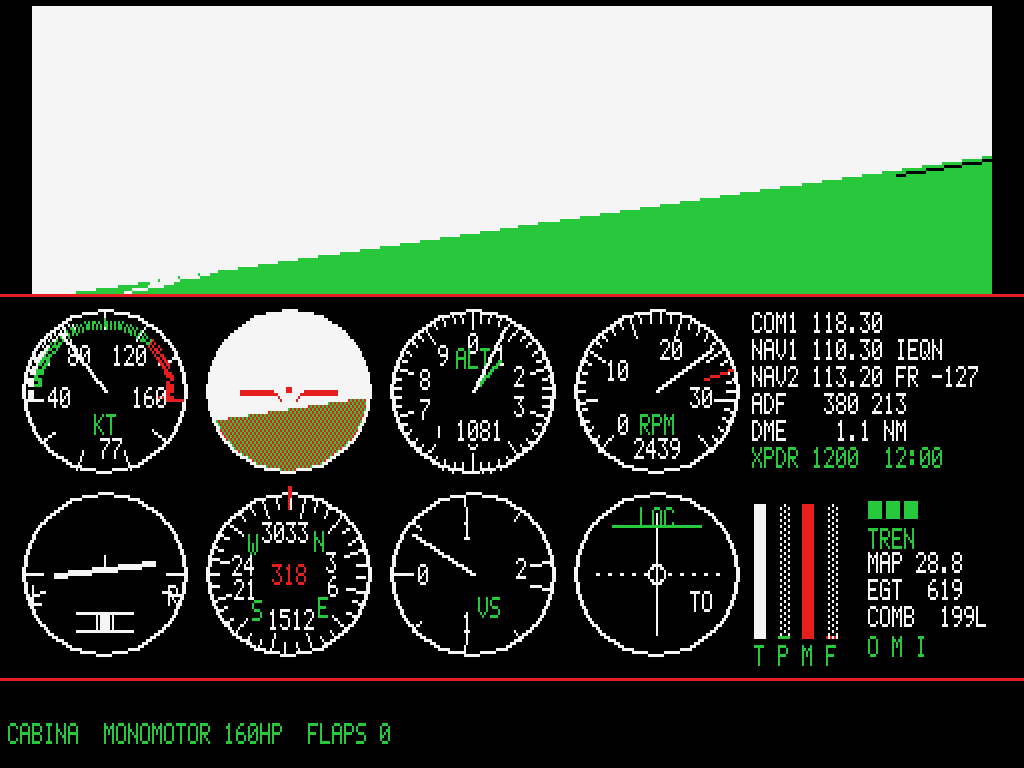 80 120
40 160
KT
77
0
9 ALT 1
8 2
7 3
1081
20
10
30
0 RPM
2439
COM1 118.30
NAV1 110.30 IEQN
NAV2 113.20 FR -127
ADF 380 213
DME 1.1 NM
XPDR 1200 12:00
L R
3033
W N
24 3
318
21 6
S E
1512
1
0 2
VS
1
LOC
TO
T P M F
TREN
MAP 28.8
EGT 619
COMB 199L
O M I
CABINA MONOMOTOR 160HP FLAPS 0